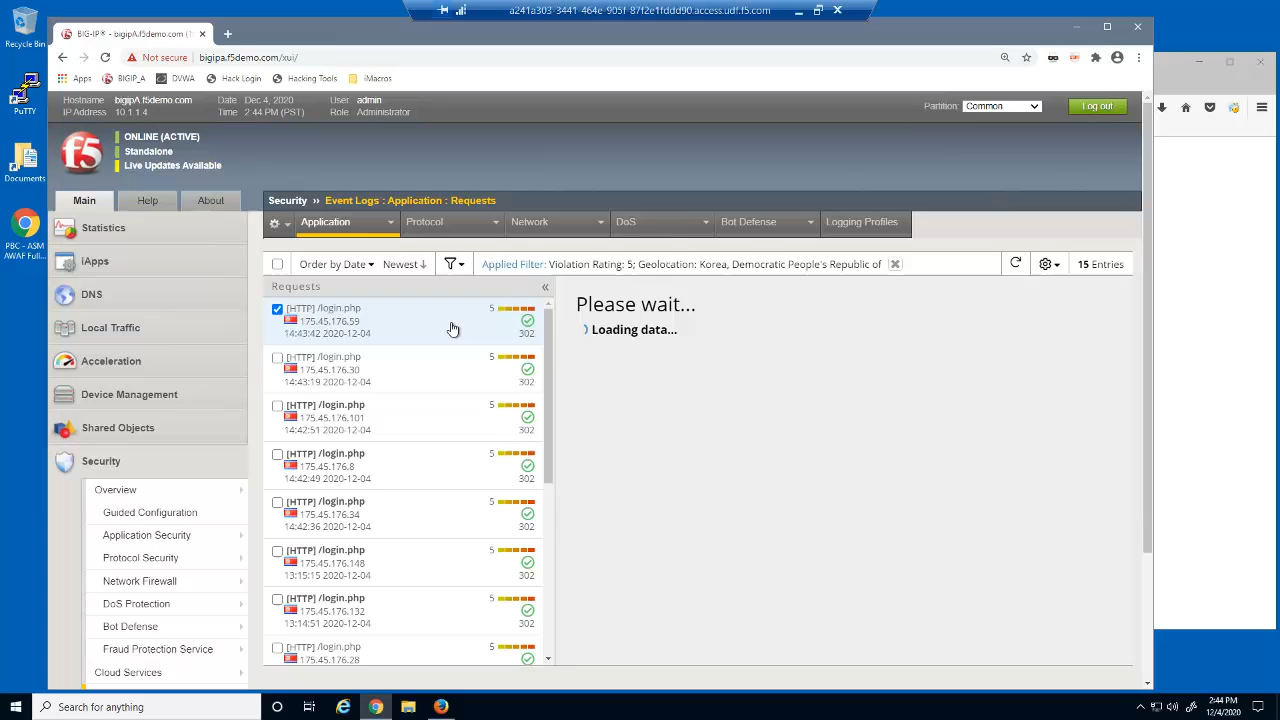 a241a303-3441-464e-905f-87f2e1fddd90.access.udf.f5.com
Recycle Bin
BIG-IP® - bigipA.f5demo.com (1
Not secure
bigipa.f5demo.com/xui/
Apps
BIGIP_A
DVWA
Hack Login
Hacking Tools
iMacros
PuTTY
Documents
PBC - ASM
AWAF Full...
Hostname bigipA.f5demo.com Date Dec 4, 2020 User admin
IP Address 10.1.1.4 Time 2:44 PM (PST) Role Administrator
Partition: Common
Log out
f5
ONLINE (ACTIVE)
Standalone
Live Updates Available
Main Help About
Security ›› Event Logs : Application : Requests
Application Protocol Network DoS Bot Defense Logging Profiles
Order by Date Newest↓
Applied Filter: Violation Rating: 5; Geolocation: Korea, Democratic People's Republic of
15 Entries
Statistics
iApps
DNS
Local Traffic
Acceleration
Device Management
Shared Objects
Security
Overview
Guided Configuration
Application Security
Protocol Security
Network Firewall
DoS Protection
Bot Defense
Fraud Protection Service
Cloud Services
Requests «
[HTTP] /login.php 5
175.45.176.59
14:43:42 2020-12-04 302
[HTTP] /login.php 5
175.45.176.30
14:43:19 2020-12-04 302
[HTTP] /login.php 5
175.45.176.101
14:42:51 2020-12-04 302
[HTTP] /login.php 5
175.45.176.8
14:42:49 2020-12-04 302
[HTTP] /login.php 5
175.45.176.34
14:42:36 2020-12-04 302
[HTTP] /login.php 5
175.45.176.148
13:15:15 2020-12-04 302
[HTTP] /login.php 5
175.45.176.132
13:14:51 2020-12-04 302
[HTTP] /login.php 5
175.45.176.28
Please wait...
Loading data...
Search for anything
2:44 PM
12/4/2020